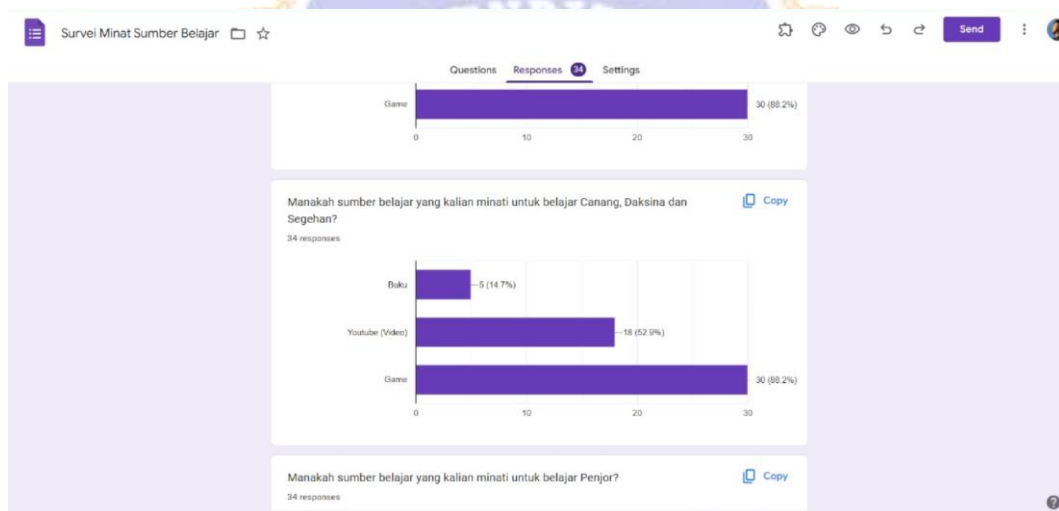 Survei Minat Sumber Belajar
Send
Questions Responses 34 Settings
Game 30 (88.2%)
0 10 20 30
Manakah sumber belajar yang kalian minati untuk belajar Canang, Daksina dan
Segehan?
Copy
34 responses
Buku 5 (14.7%)
Youtube (Video) 18 (52.9%)
Game 30 (88.2%)
0 10 20 30
Manakah sumber belajar yang kalian minati untuk belajar Penjor?
Copy
34 responses